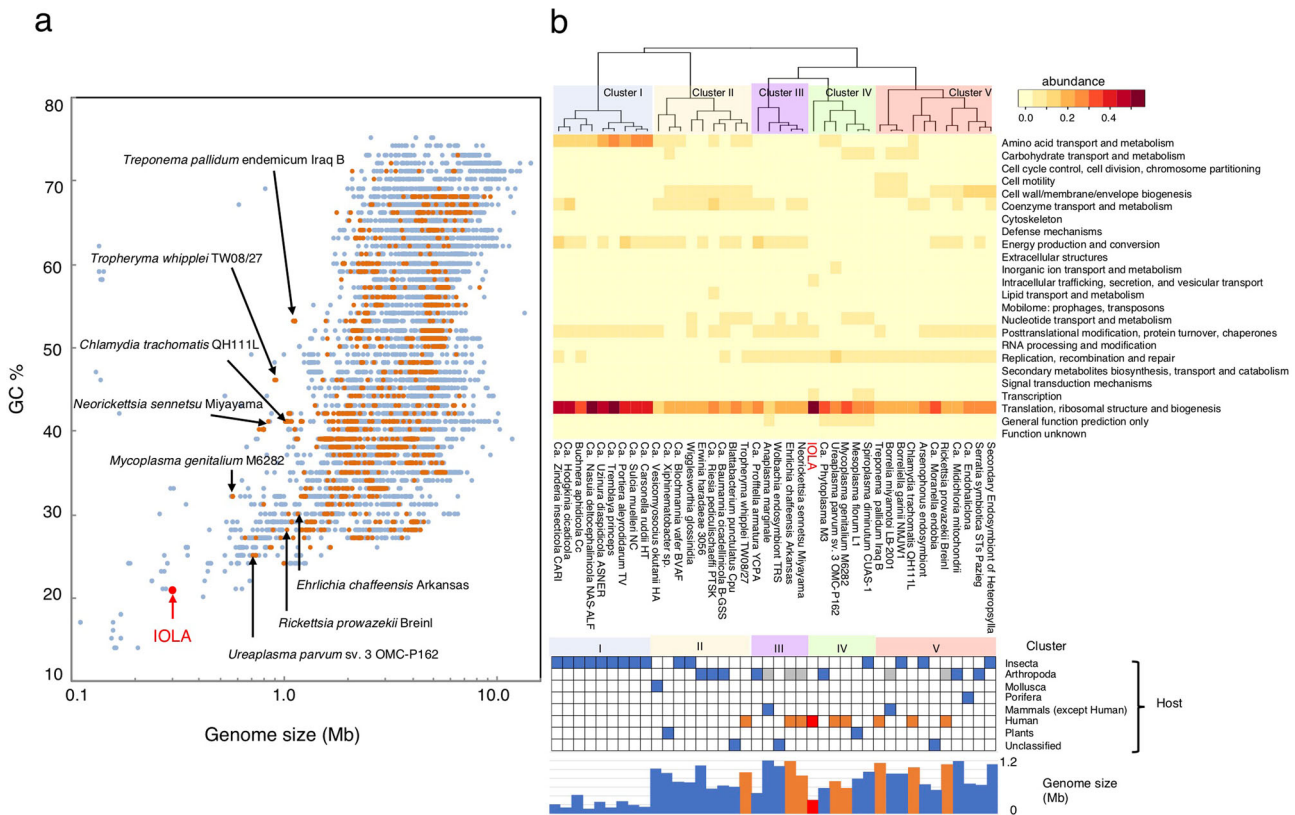 a
b
80
70
60
50
40
30
20
10
GC %
0.1
1.0
10.0
Genome size (Mb)
Treponema pallidum endemicum Iraq B
Tropheryma whipplei TW08/27
Chlamydia trachomatis QH111L
Neorickettsia sennetsu Miyayama
Mycoplasma genitalium M6282
Ehrlichia chaffeensis Arkansas
Rickettsia prowazekii Breinl
Ureaplasma parvum sv. 3 OMC-P162
IOLA
Cluster I
Cluster II
Cluster III
Cluster IV
Cluster V
abundance
0.0 0.2 0.4
Amino acid transport and metabolism
Carbohydrate transport and metabolism
Cell cycle control, cell division, chromosome partitioning
Cell motility
Cell wall/membrane/envelope biogenesis
Coenzyme transport and metabolism
Cytoskeleton
Defense mechanisms
Energy production and conversion
Extracellular structures
Inorganic ion transport and metabolism
Intracellular trafficking, secretion, and vesicular transport
Lipid transport and metabolism
Mobilome: prophages, transposons
Nucleotide transport and metabolism
Posttranslational modification, protein turnover, chaperones
RNA processing and modification
Replication, recombination and repair
Secondary metabolites biosynthesis, transport and catabolism
Signal transduction mechanisms
Transcription
Translation, ribosomal structure and biogenesis
General function prediction only
Function unknown
Ca. Zinderia insecticola CARI
Ca. Hodgkinia cicadicola
Buchnera aphidicola Cc
Ca. Nasuia deltocephalinicola NAS-ALF
Ca. Uzinura diaspidicola ASNER
Ca. Tremblaya princeps
Ca. Portiera aleyrodidarum TV
Ca. Sulcia muelleri NC
Ca. Carsonella ruddii HT
Ca. Vesicomyosocius okutanii HA
Ca. Xiphinematobacter sp.
Ca. Blochmannia vafer BVAF
Wigglesworthia glossinidia
Erwinia haradaeae 3056
Ca. Riesia pediculischaeffi PTSK
Ca. Baumannia cicadellinicola B-GSS
Blattabacterium punctulatus Cpu
Tropheryma whipplei TW08/27
Ca. Profftella armatura YCPA
Anaplasma marginale
Wolbachia endosymbiont TRS
Ehrlichia chaffeensis Arkansas
Neorickettsia sennetsu Miyayama
IOLA
Ca. Phytoplasma M3
Ureaplasma parvum sv. 3 OMC-P162
Mycoplasma genitalium M6282
Mesoplasma florum L1
Spiroplasma diminutum CUAS-1
Treponema pallidum Iraq B
Borrelia miyamotoi LB-2001
Borreliella garinii NMJW1
Chlamydia trachomatis QH111L
Arsenophonus endosymbiont
Ca. Moranella endobia
Rickettsia prowazekii Breinl
Ca. Midichloria mitochondrii
Ca. Endohaliclona
Serratia symbiotica STs Pazieg
Secondary Endosymbiont of Heteropsylla
I
II
III
IV
V
Cluster
Insecta
Arthropoda
Mollusca
Porifera
Mammals (except Human)
Human
Plants
Unclassified
Host
1.2
0
Genome size
(Mb)